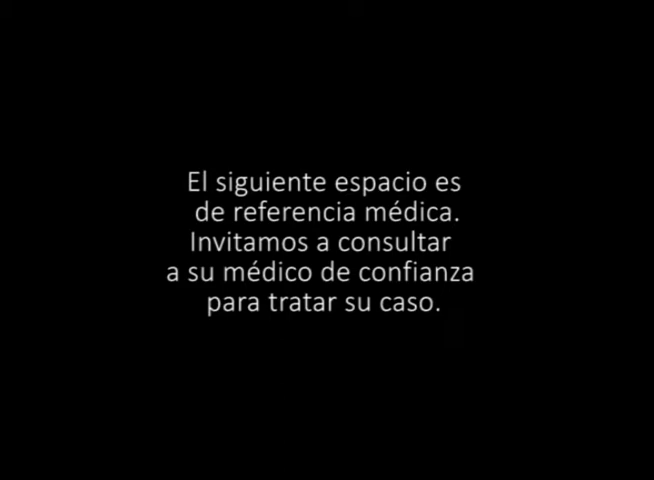 El siguiente espacio es
de referencia médica.
Invitamos a consultar
a su médico de confianza
para tratar su caso.